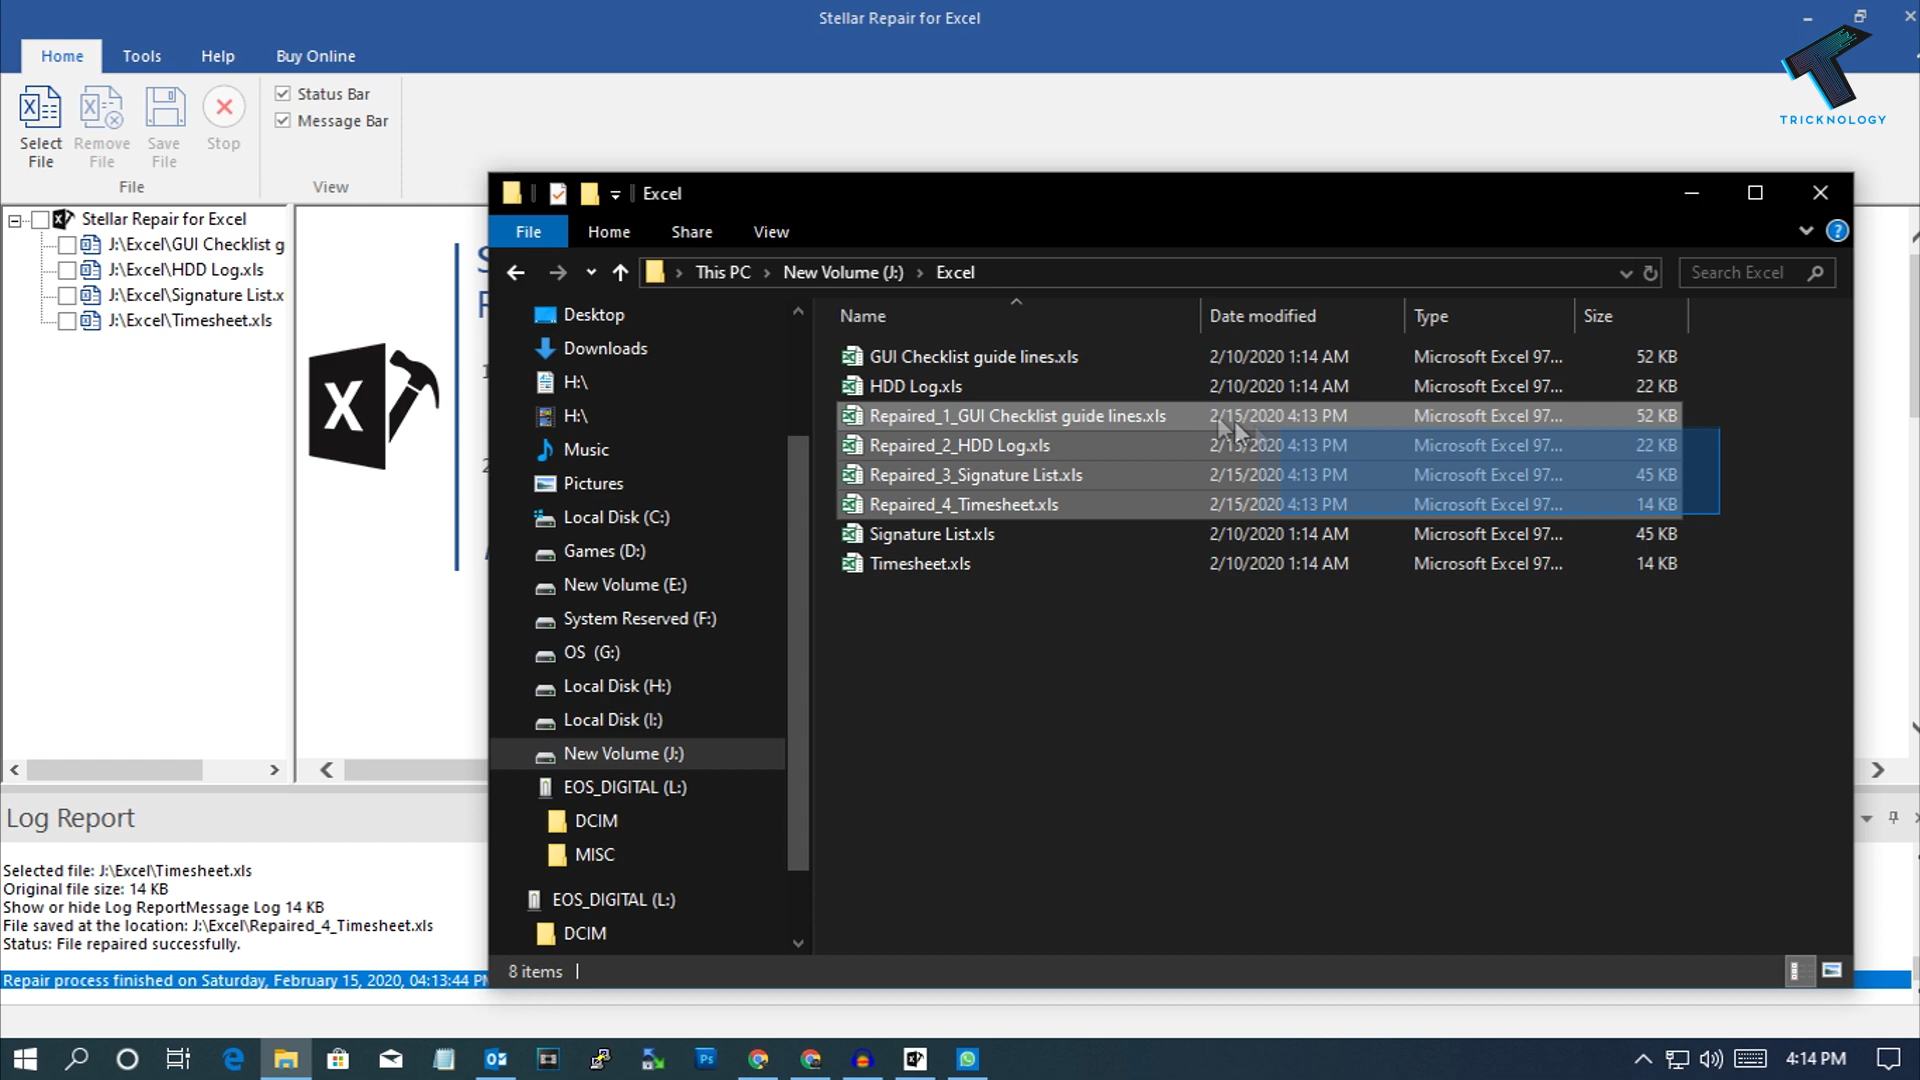 Stellar Repair for Excel
Home Tools Help Buy Online
Select File
Remove File
Save File
Stop
Status Bar
Message Bar
File
View
TRICKNOLOGY
Stellar Repair for Excel
J:\Excel\GUI Checklist g
J:\Excel\HDD Log.xls
J:\Excel\Signature List.x
J:\Excel\Timesheet.xls
Excel
File Home Share View
This PC > New Volume (J:) > Excel
Search Excel
Desktop
Downloads
H:\
H:\
Music
Pictures
Local Disk (C:)
Games (D:)
New Volume (E:)
System Reserved (F:)
OS (G:)
Local Disk (H:)
Local Disk (I:)
New Volume (J:)
EOS_DIGITAL (L:)
DCIM
MISC
EOS_DIGITAL (L:)
DCIM
Name Date modified Type Size
GUI Checklist guide lines.xls 2/10/2020 1:14 AM Microsoft Excel 97... 52 KB
HDD Log.xls 2/10/2020 1:14 AM Microsoft Excel 97... 22 KB
Repaired_1_GUI Checklist guide lines.xls 2/15/2020 4:13 PM Microsoft Excel 97... 52 KB
Repaired_2_HDD Log.xls 2/15/2020 4:13 PM Microsoft Excel 97... 22 KB
Repaired_3_Signature List.xls 2/15/2020 4:13 PM Microsoft Excel 97... 45 KB
Repaired_4_Timesheet.xls 2/15/2020 4:13 PM Microsoft Excel 97... 14 KB
Signature List.xls 2/10/2020 1:14 AM Microsoft Excel 97... 45 KB
Timesheet.xls 2/10/2020 1:14 AM Microsoft Excel 97... 14 KB
8 items
Log Report
Selected file: J:\Excel\Timesheet.xls
Original file size: 14 KB
Show or hide Log ReportMessage Log 14 KB
File saved at the location: J:\Excel\Repaired_4_Timesheet.xls
Status: File repaired successfully.
Repair process finished on Saturday, February 15, 2020, 04:13:44 PM
4:14 PM